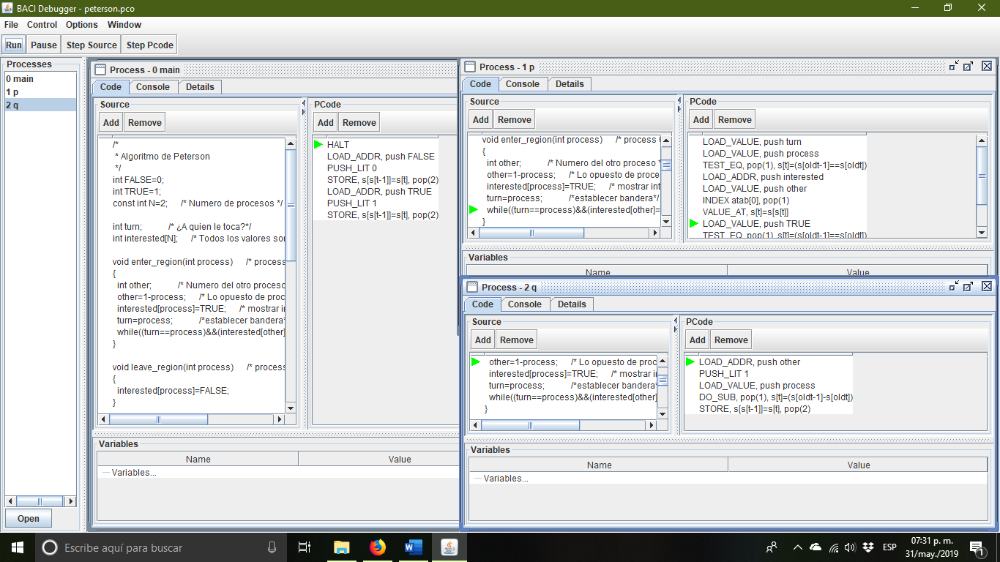 BACI Debugger - peterson.pco
File Control Options Window
Run Pause Step Source Step Pcode
Processes
0 main
1 p
2 q
Open
Process - 0 main
Code Console Details
Source
Add Remove
/*
* Algoritmo de Peterson
*/
int FALSE=0;
int TRUE=1;
const int N=2; /* Numero de procesos */
int turn; /* ¿A quien le toca?*/
int interested[N]; /* Todos los valores son
void enter_region(int process) /* process
{
int other; /* Numero del otro proceso
other=1-process; /* Lo opuesto de proc
interested[process]=TRUE; /* mostrar in
turn=process; /*establecer bandera*
while((turn==process)&&(interested[other]
}
void leave_region(int process) /* process
{
interested[process]=FALSE;
}
PCode
Add Remove
HALT
LOAD_ADDR, push FALSE
PUSH_LIT 0
STORE, s[s[t-1]]=s[t], pop(2)
LOAD_ADDR, push TRUE
PUSH_LIT 1
STORE, s[s[t-1]]=s[t], pop(2)
Variables
Name Value
Variables...
Process - 1 p
Code Console Details
Source
Add Remove
void enter_region(int process) /* process
{
int other; /* Numero del otro proceso
other=1-process; /* Lo opuesto de proce
interested[process]=TRUE; /* mostrar int
turn=process; /*establecer bandera*/
while((turn==process)&&(interested[other]=
}
PCode
Add Remove
LOAD_VALUE, push turn
LOAD_VALUE, push process
TEST_EQ, pop(1), s[t]=(s[oldt-1]==s[oldt])
LOAD_ADDR, push interested
LOAD_VALUE, push other
INDEX atab[0], pop(1)
VALUE_AT, s[t]=s[s[t]]
LOAD_VALUE, push TRUE
TEST_EQ, pop(1), s[t]=(s[oldt-1]==s[oldt])
Variables
Name Value
Process - 2 q
Code Console Details
Source
Add Remove
other=1-process; /* Lo opuesto de proc
interested[process]=TRUE; /* mostrar in
turn=process; /*establecer bandera*
while((turn==process)&&(interested[other]
}
PCode
Add Remove
LOAD_ADDR, push other
PUSH_LIT 1
LOAD_VALUE, push process
DO_SUB, pop(1), s[t]=(s[oldt-1]-s[oldt])
STORE, s[s[t-1]]=s[t], pop(2)
Variables
Name Value
Variables...
Escribe aquí para buscar
ESP
07:31 p. m.
31/may./2019
1